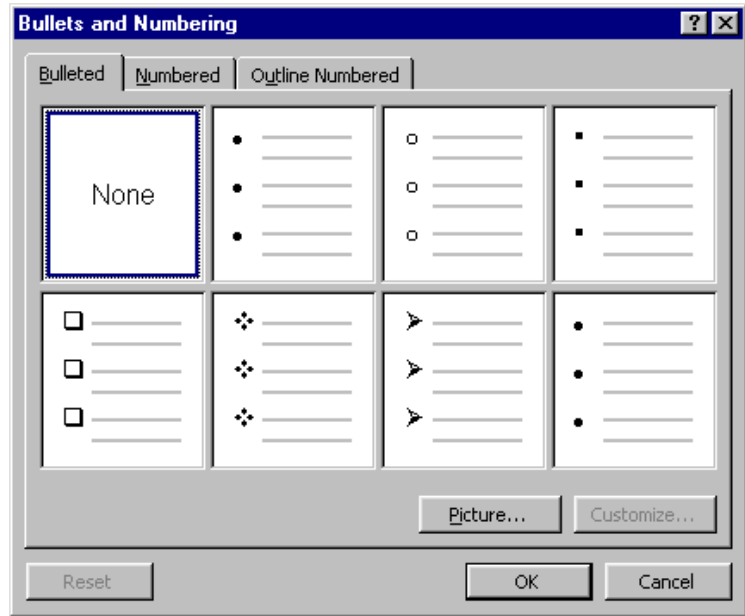 Bullets and Numbering
Bulleted Numbered Outline Numbered
None
Picture... Customize...
Reset OK Cancel